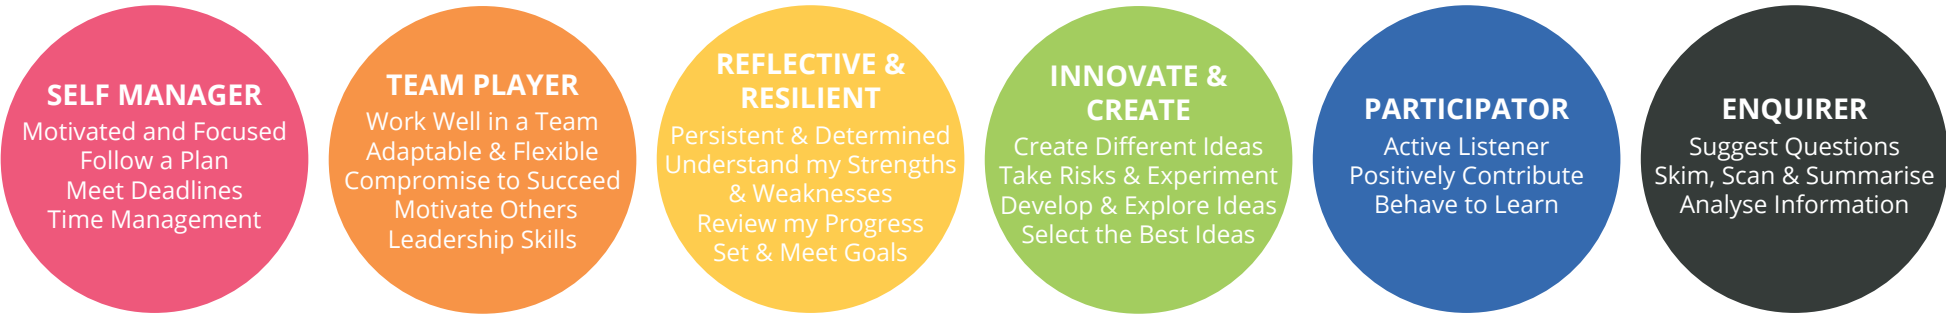 SELF MANAGER
Motivated and Focused
Follow a Plan
Meet Deadlines
Time Management
TEAM PLAYER
Work Well in a Team
Adaptable & Flexible
Compromise to Succeed
Motivate Others
Leadership Skills
REFLECTIVE &
RESILIENT
Persistent & Determined
Understand my Strengths
& Weaknesses
Review my Progress
Set & Meet Goals
INNOVATE &
CREATE
Create Different Ideas
Take Risks & Experiment
Develop & Explore Ideas
Select the Best Ideas
PARTICIPATOR
Active Listener
Positively Contribute
Behave to Learn
ENQUIRER
Suggest Questions
Skim, Scan & Summarise
Analyse Information